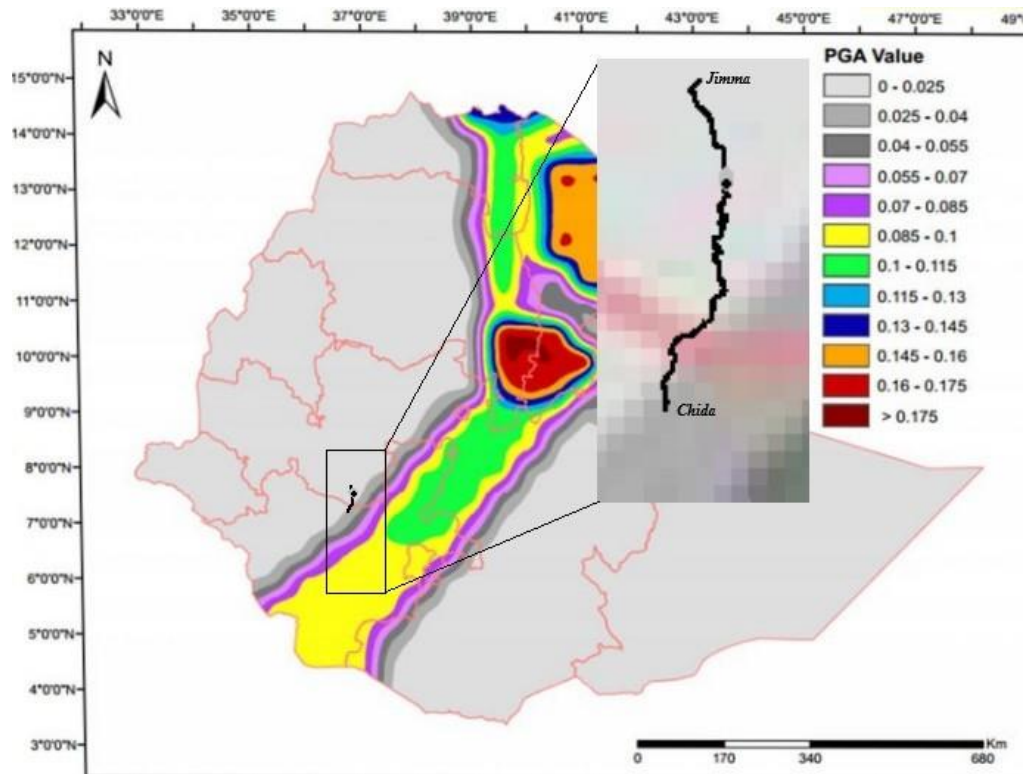 33°0'0"E 35°0'0"E 37°0'0"E 39°0'0"E 41°0'0"E 43°0'0"E 45°0'0"E 47°0'0"E 49°
N
15°0'0"N
14°0'0"N
13°0'0"N
12°0'0"N
11°0'0"N
10°0'0"N
9°0'0"N
8°0'0"N
7°0'0"N
6°0'0"N
5°0'0"N
4°0'0"N
3°0'0"N
Jimma
Chida
PGA Value
0 - 0.025
0.025 - 0.04
0.04 - 0.055
0.055 - 0.07
0.07 - 0.085
0.085 - 0.1
0.1 - 0.115
0.115 - 0.13
0.13 - 0.145
0.145 - 0.16
0.16 - 0.175
> 0.175
Km
0 170 340 680